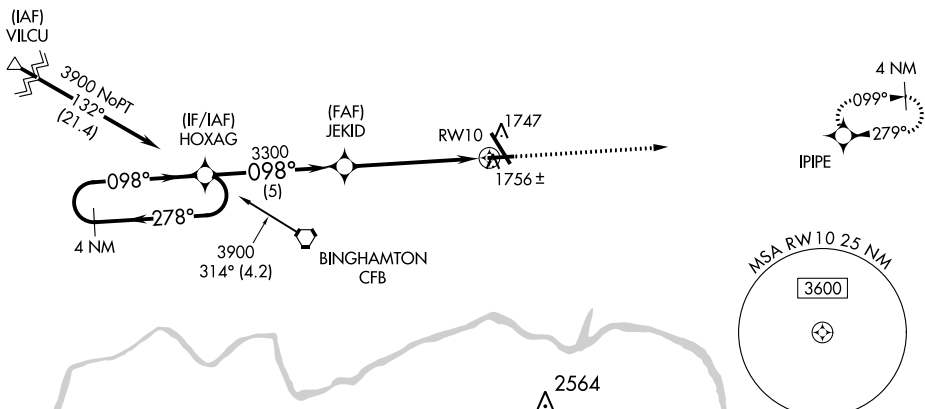 (IAF)
VILCU
3900 NoPT
132°
(21.4)
(IF/IAF)
HOXAG
098°
278°
4 NM
3300
098°
(5)
(FAF)
JEKID
3900
314° (4.2)
BINGHAMTON
CFB
RW10
1747
1756 ±
4 NM
099°
279°
IPIPE
MSA RW10 25 NM
3600
2564